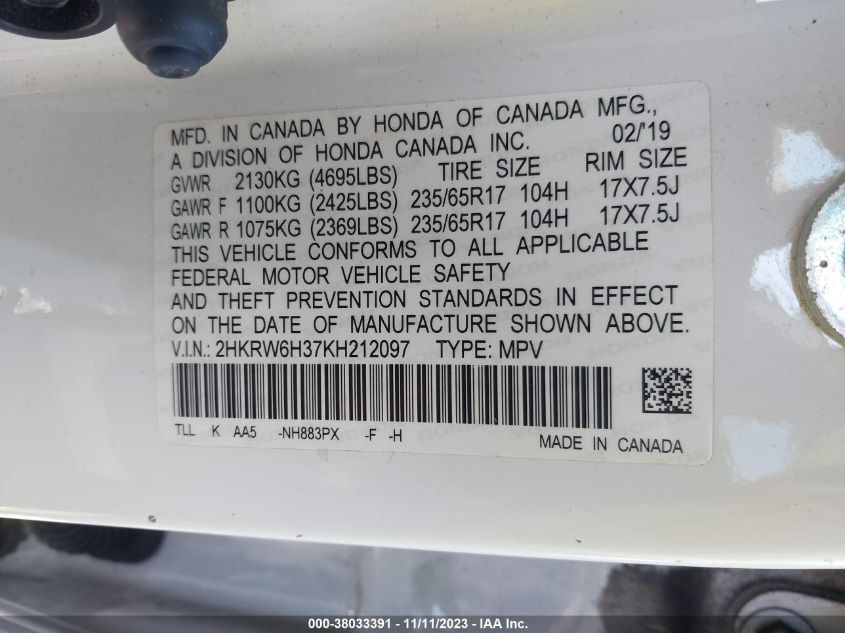 MFD. IN CANADA BY HONDA OF CANADA MFG.,
A DIVISION OF HONDA CANADA INC. 02/'19
GVWR 2130KG (4695LBS) TIRE SIZE RIM SIZE
GAWR F 1100KG (2425LBS) 235/65R17 104H 17X7.5J
GAWR R 1075KG (2369LBS) 235/65R17 104H 17X7.5J
THIS VEHICLE CONFORMS TO ALL APPLICABLE
FEDERAL MOTOR VEHICLE SAFETY
AND THEFT PREVENTION STANDARDS IN EFFECT
ON THE DATE OF MANUFACTURE SHOWN ABOVE.
V.I.N.: 2HKRW6H37KH212097 TYPE: MPV
TLL K AA5 -NH883PX -F -H
MADE IN CANADA
000-38033391 - 11/11/2023 - IAA Inc.